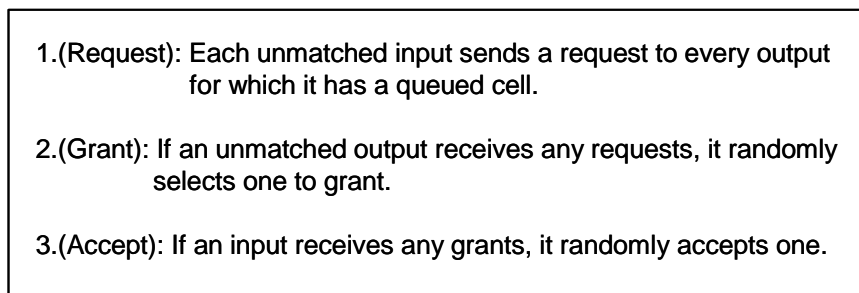 1.(Request): Each unmatched input sends a request to every output
for which it has a queued cell.
2.(Grant): If an unmatched output receives any requests, it randomly
selects one to grant.
3.(Accept): If an input receives any grants, it randomly accepts one.